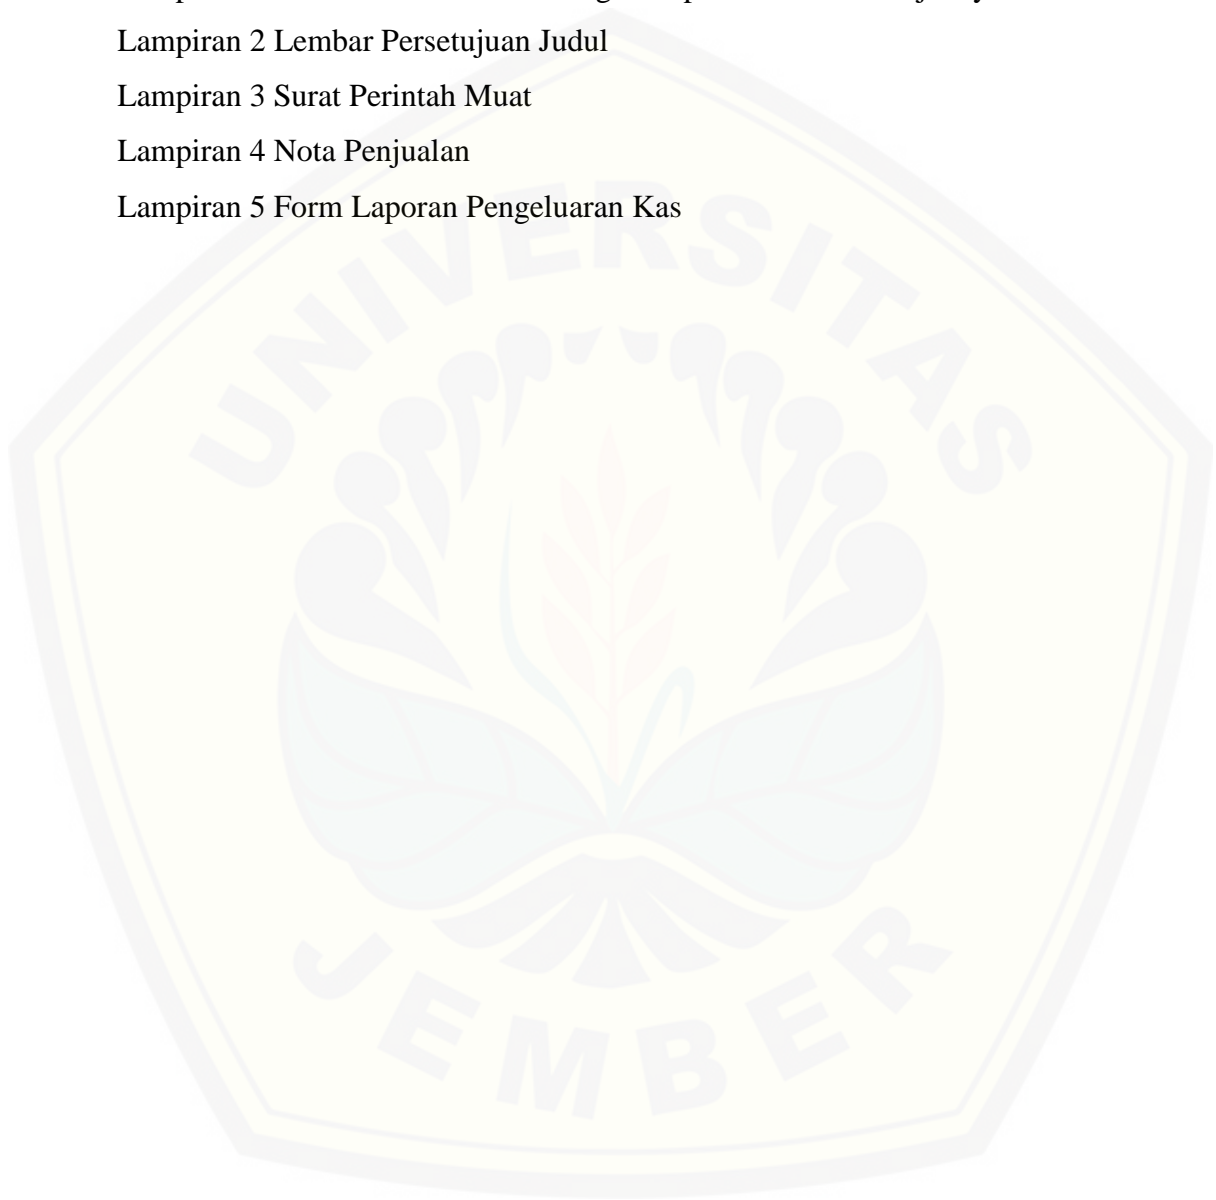 Lampiran 2 Lembar Persetujuan Judul
Lampiran 3 Surat Perintah Muat
Lampiran 4 Nota Penjualan
Lampiran 5 Form Laporan Pengeluaran Kas
UNIVERSITAS
JEMBER